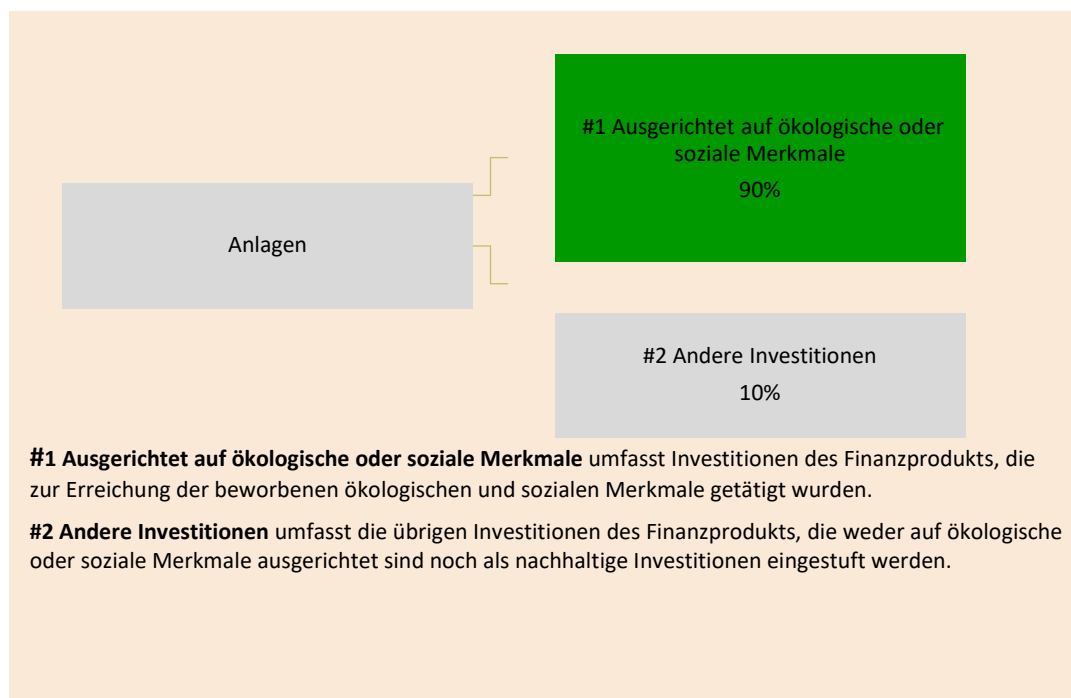 #1 Ausgerichtet auf ökologische oder
soziale Merkmale
90%
Anlagen
#2 Andere Investitionen
10%
#1 Ausgerichtet auf ökologische oder soziale Merkmale umfasst Investitionen des Finanzprodukts, die
zur Erreichung der beworbenen ökologischen und sozialen Merkmale getätigt wurden.
#2 Andere Investitionen umfasst die übrigen Investitionen des Finanzprodukts, die weder auf ökologische
oder soziale Merkmale ausgerichtet sind noch als nachhaltige Investitionen eingestuft werden.